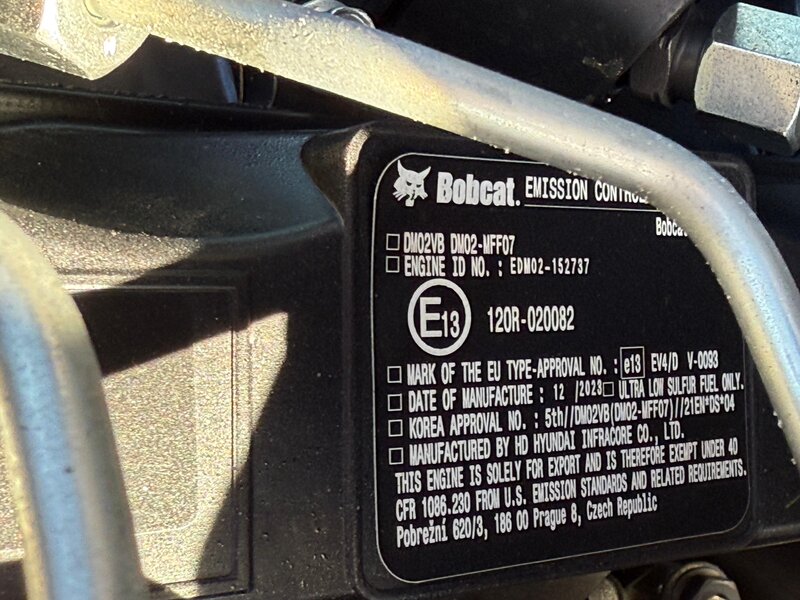 Bobcat. EMISSION
Bobcat
DM02VB DM02-MFF07
ENGINE ID NO. : EDM02-152737
E13 120R-020082
MARK OF THE EU TYPE-APPROVAL NO. : e13 EV4/D V-0093
DATE OF MANUFACTURE : 12 /2023 ULTRA LOW SULFUR FUEL ONLY.
KOREA APPROVAL NO. : 5th//DM02VB(DM02-MFF07)//21EN*DS*04
MANUFACTURED BY HD HYUNDAI INFRACORE CO., LTD.
THIS ENGINE IS SOLELY FOR EXPORT AND IS THEREFORE EXEMPT UNDER 40
CFR 1086.230 FROM U.S. EMISSION STANDARDS AND RELATED REQUIREMENTS.
Pobrežní 620/3, 186 00 Prague 8, Czech Republic